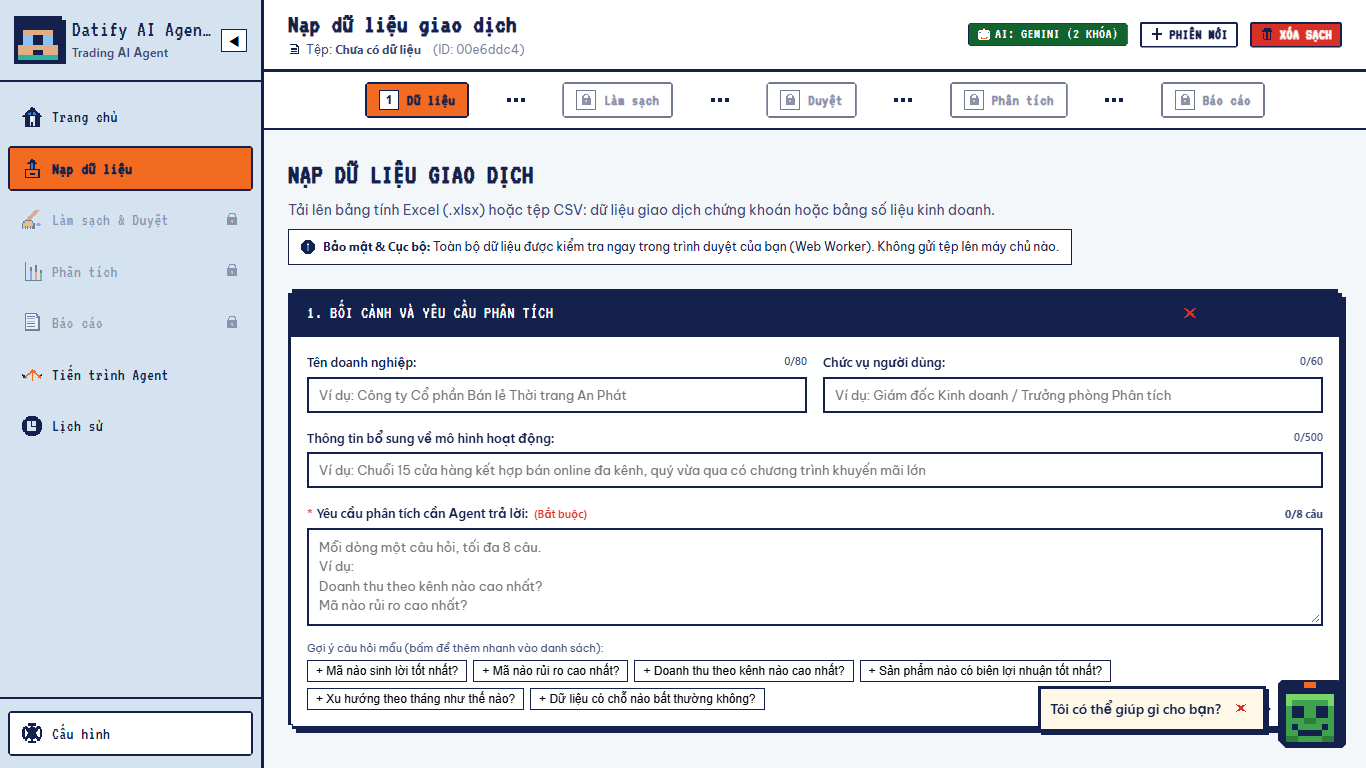 Datify AI Agen…
Trading AI Agent
Trang chủ
Nạp dữ liệu
Làm sạch & Duyệt
Phân tích
Báo cáo
Tiến trình Agent
Lịch sử
Cấu hình
Nạp dữ liệu giao dịch
Tệp: Chưa có dữ liệu (ID: 00e6ddc4)
AI: GEMINI (2 KHÓA)
+ PHIÊN MỚI
XÓA SẠCH
1 Dữ liệu
Làm sạch
Duyệt
Phân tích
Báo cáo
NẠP DỮ LIỆU GIAO DỊCH
Tải lên bảng tính Excel (.xlsx) hoặc tệp CSV: dữ liệu giao dịch chứng khoán hoặc bảng số liệu kinh doanh.
Bảo mật & Cục bộ: Toàn bộ dữ liệu được kiểm tra ngay trong trình duyệt của bạn (Web Worker). Không gửi tệp lên máy chủ nào.
1. BỐI CẢNH VÀ YÊU CẦU PHÂN TÍCH
Tên doanh nghiệp: 0/80
Ví dụ: Công ty Cổ phần Bán lẻ Thời trang An Phát
Chức vụ người dùng: 0/60
Ví dụ: Giám đốc Kinh doanh / Trưởng phòng Phân tích
Thông tin bổ sung về mô hình hoạt động: 0/500
Ví dụ: Chuỗi 15 cửa hàng kết hợp bán online đa kênh, quý vừa qua có chương trình khuyến mãi lớn
* Yêu cầu phân tích cần Agent trả lời: (Bắt buộc) 0/8 câu
Mỗi dòng một câu hỏi, tối đa 8 câu.
Ví dụ:
Doanh thu theo kênh nào cao nhất?
Mã nào rủi ro cao nhất?
Gợi ý câu hỏi mẫu (bấm để thêm nhanh vào danh sách):
+ Mã nào sinh lời tốt nhất?
+ Mã nào rủi ro cao nhất?
+ Doanh thu theo kênh nào cao nhất?
+ Sản phẩm nào có biên lợi nhuận tốt nhất?
+ Xu hướng theo tháng như thế nào?
+ Dữ liệu có chỗ nào bất thường không?
Tôi có thể giúp gì cho bạn?